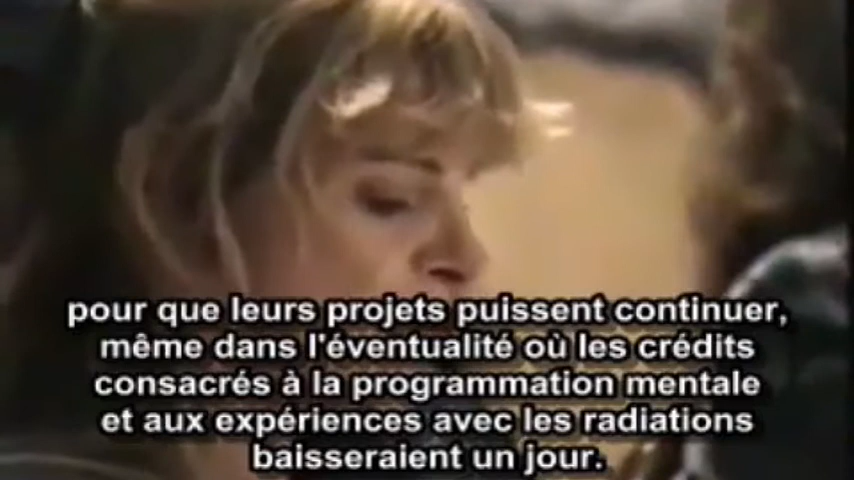 pour que leurs projets puissent continuer,
même dans l'éventualité où les crédits
consacrés à la programmation mentale
et aux expériences avec les radiations
baisseraient un jour.